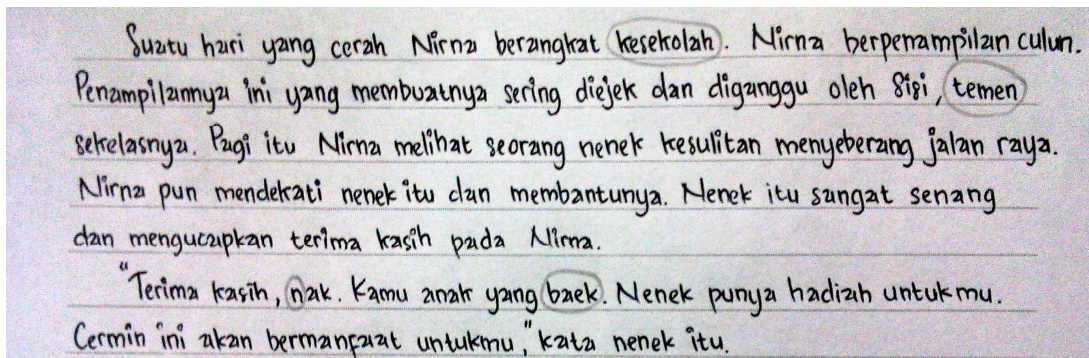 Suatu hari yang cerah Nirna berangkat kesekolah. Nirna berpenampilan culun.
Penampilannya ini yang membuatnya sering diejek dan diganggu oleh Sisi, temen
sekelasnya. Pagi itu Nirna melihat seorang nenek kesulitan menyeberang jalan raya.
Nirna pun mendekati nenek itu dan membantunya. Nenek itu sangat senang
dan mengucapkan terima kasih pada Nirna.
"Terima kasih, nak. Kamu anak yang baek. Nenek punya hadiah untukmu.
Cermin ini akan bermanfaat untukmu," kata nenek itu.